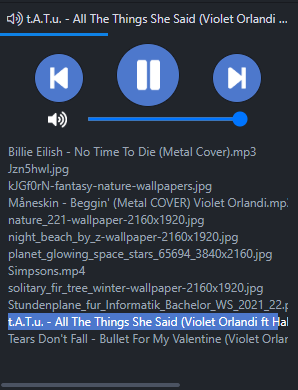 t.A.T.u. - All The Things She Said (Violet Orlandi ...
Billie Eilish - No Time To Die (Metal Cover).mp3
Jzn5hwl.jpg
kJGf0rN-fantasy-nature-wallpapers.jpg
Måneskin - Beggin' (Metal COVER) Violet Orlandi.mp3
nature_221-wallpaper-2160x1920.jpg
night_beach_by_z-wallpaper-2160x1920.jpg
planet_glowing_space_stars_65694_3840x2160.jpg
Simpsons.mp4
solitary_fir_tree_winter-wallpaper-2160x1920.jpg
Stundenplane_fur_Informatik_Bachelor_WS_2021_22.p
t.A.T.u. - All The Things She Said (Violet Orlandi ft Hal
Tears Don't Fall - Bullet For My Valentine (Violet Orlan